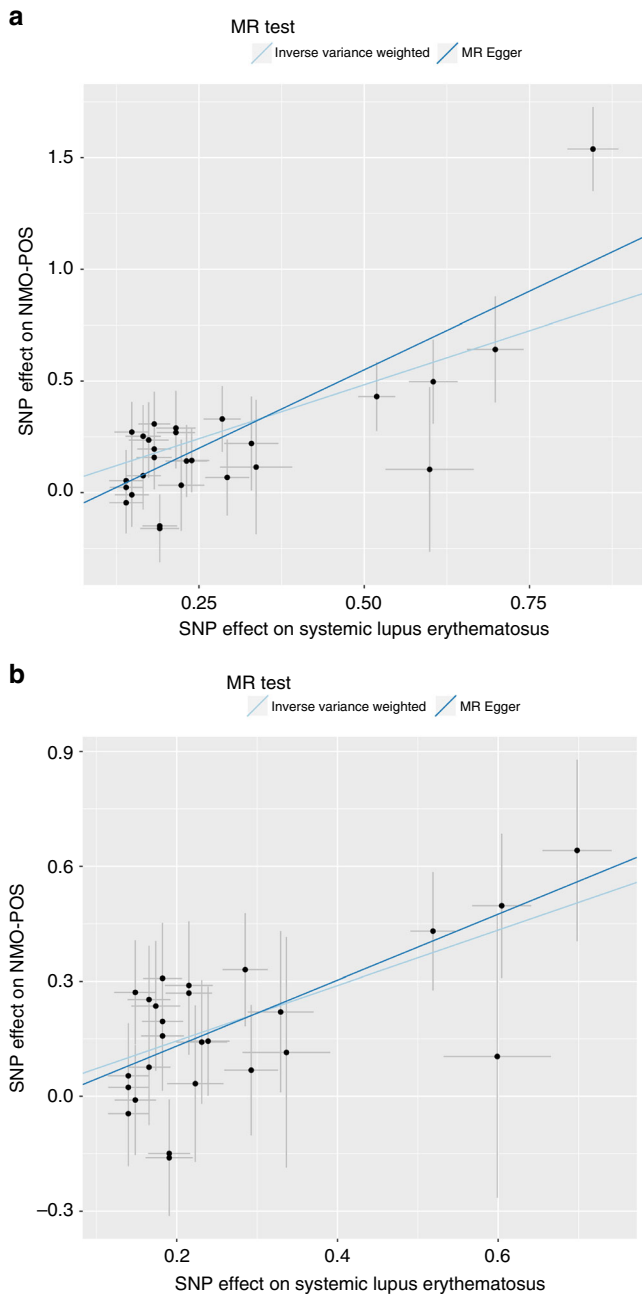 a
MR test
Inverse variance weighted MR Egger
1.5
1.0
0.5
0.0
SNP effect on NMO-POS
0.25 0.50 0.75
SNP effect on systemic lupus erythematosus
b
MR test
Inverse variance weighted MR Egger
0.9
0.6
0.3
0.0
−0.3
SNP effect on NMO-POS
0.2 0.4 0.6
SNP effect on systemic lupus erythematosus